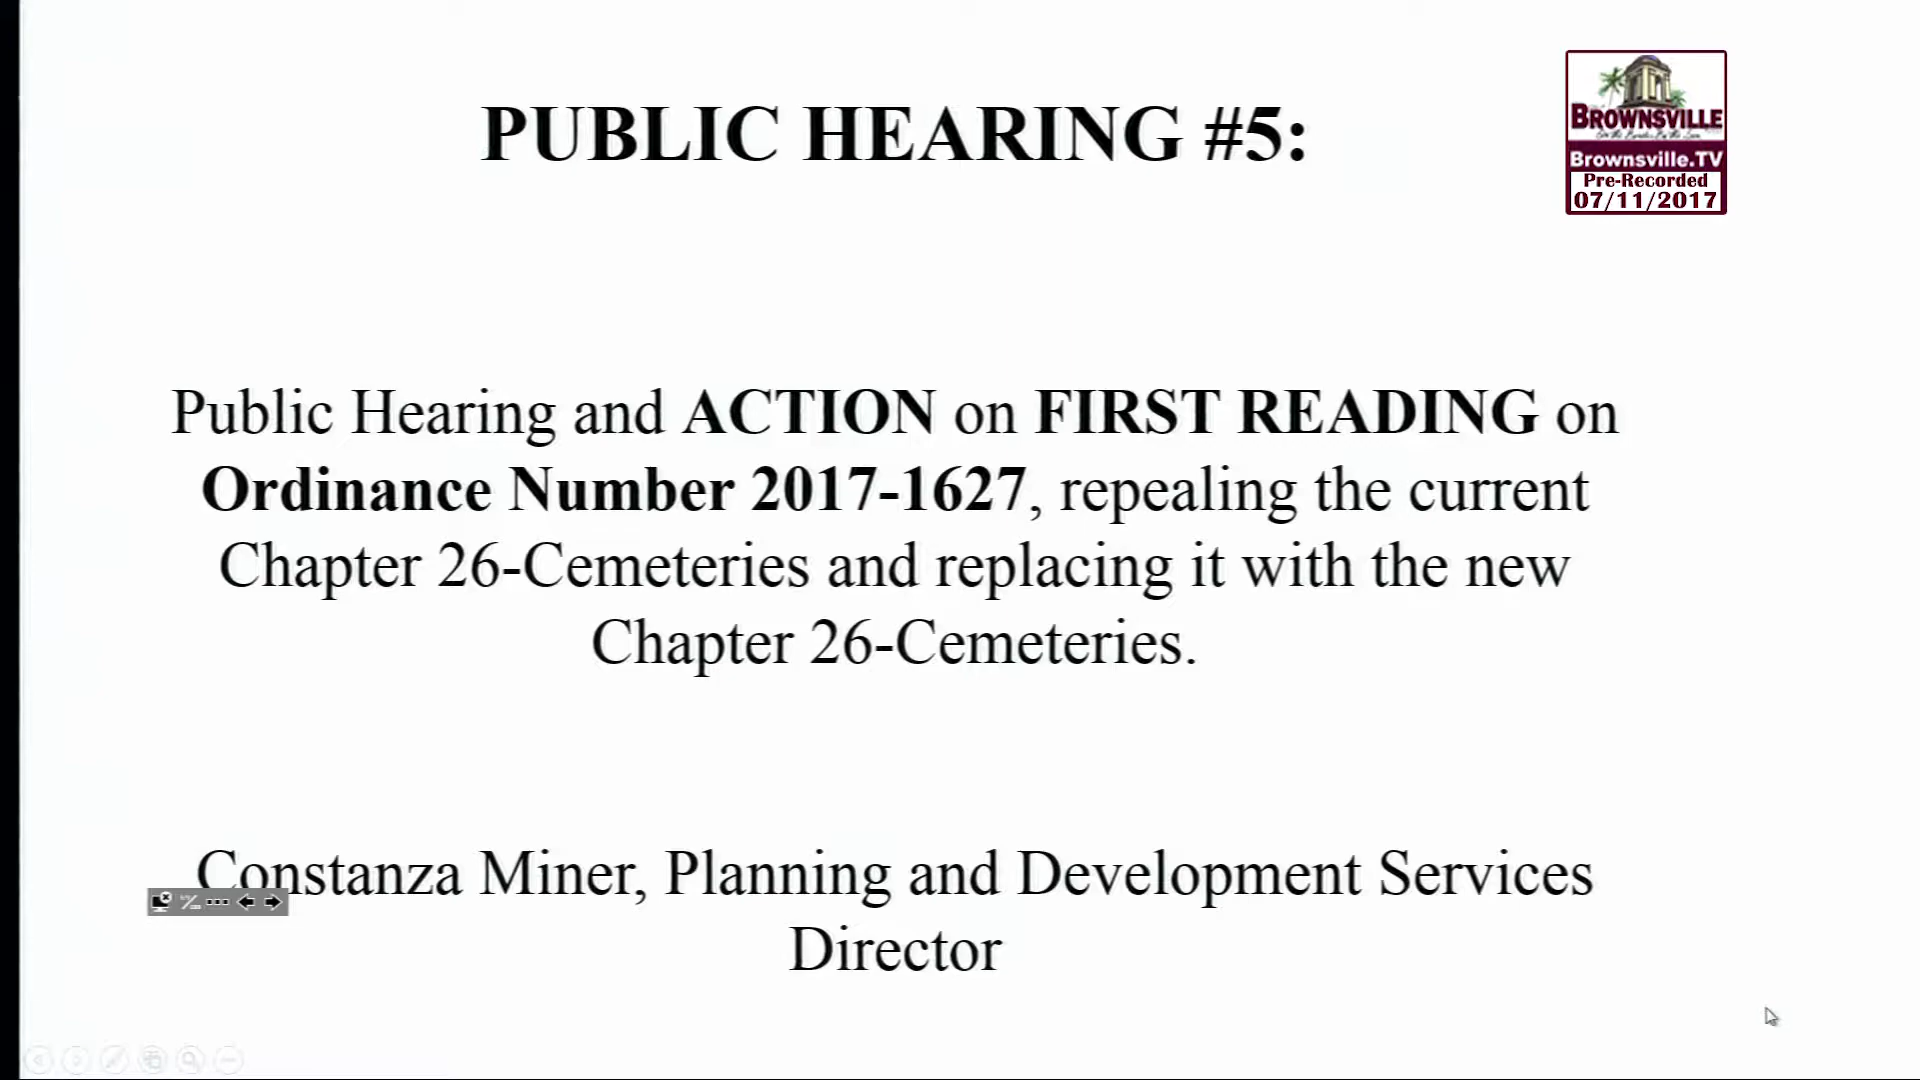 PUBLIC HEARING #5:
BROWNSVILLE
Brownsville.TV
Pre-Recorded
07/11/2017
Public Hearing and ACTION on FIRST READING on
Ordinance Number 2017-1627, repealing the current
Chapter 26-Cemeteries and replacing it with the new
Chapter 26-Cemeteries.
Constanza Miner, Planning and Development Services
Director